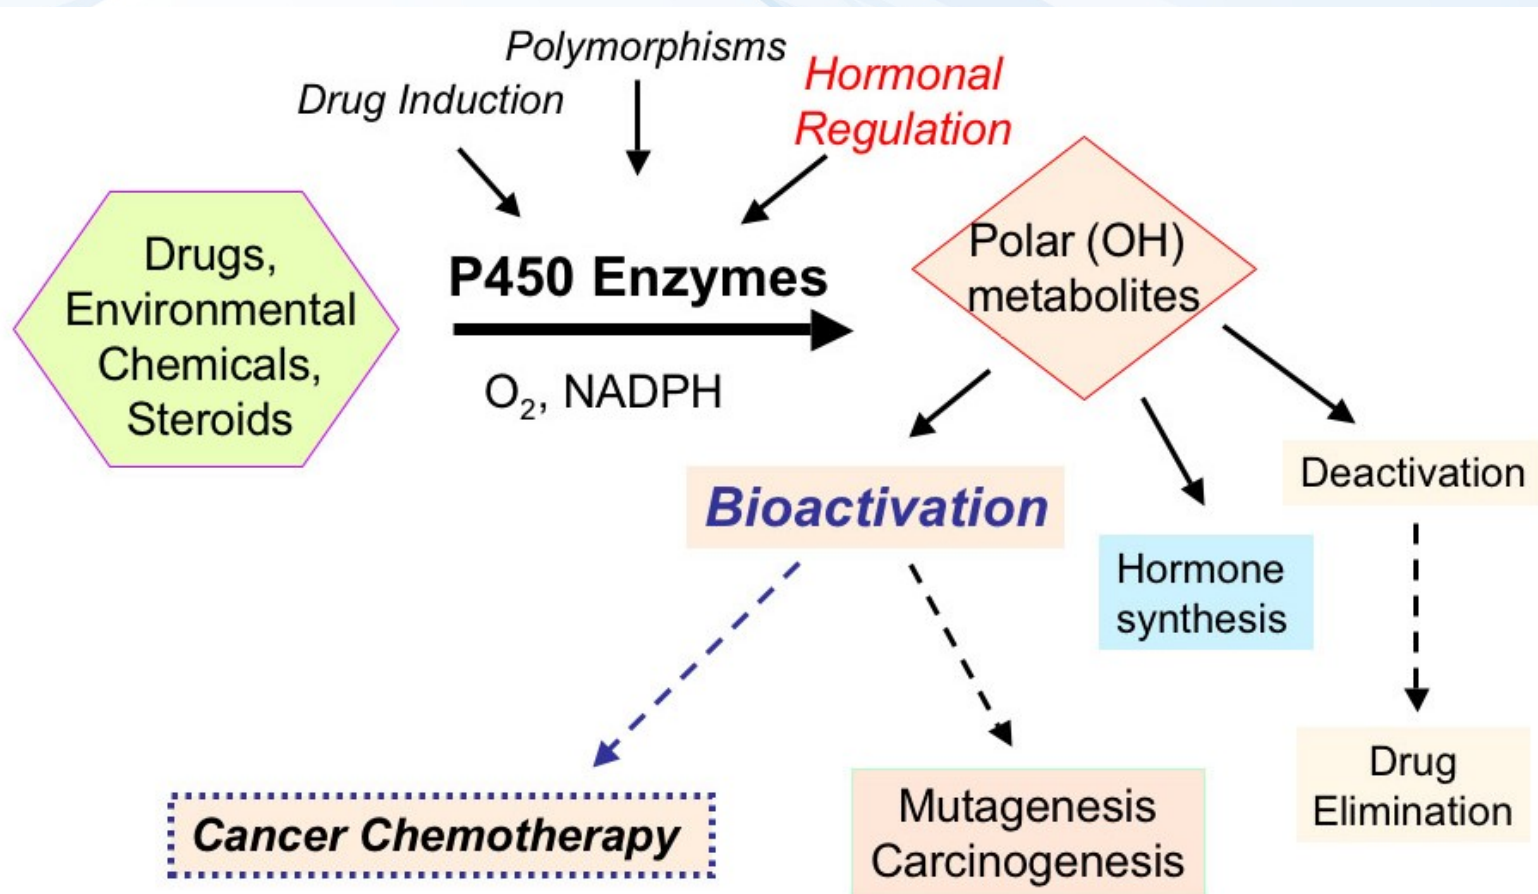 Polymorphisms
Drug Induction
Hormonal
Regulation
Drugs,
Environmental
Chemicals,
Steroids
P450 Enzymes
O₂, NADPH
Polar (OH)
metabolites
Bioactivation
Deactivation
Hormone
synthesis
Cancer Chemotherapy
Mutagenesis
Carcinogenesis
Drug
Elimination